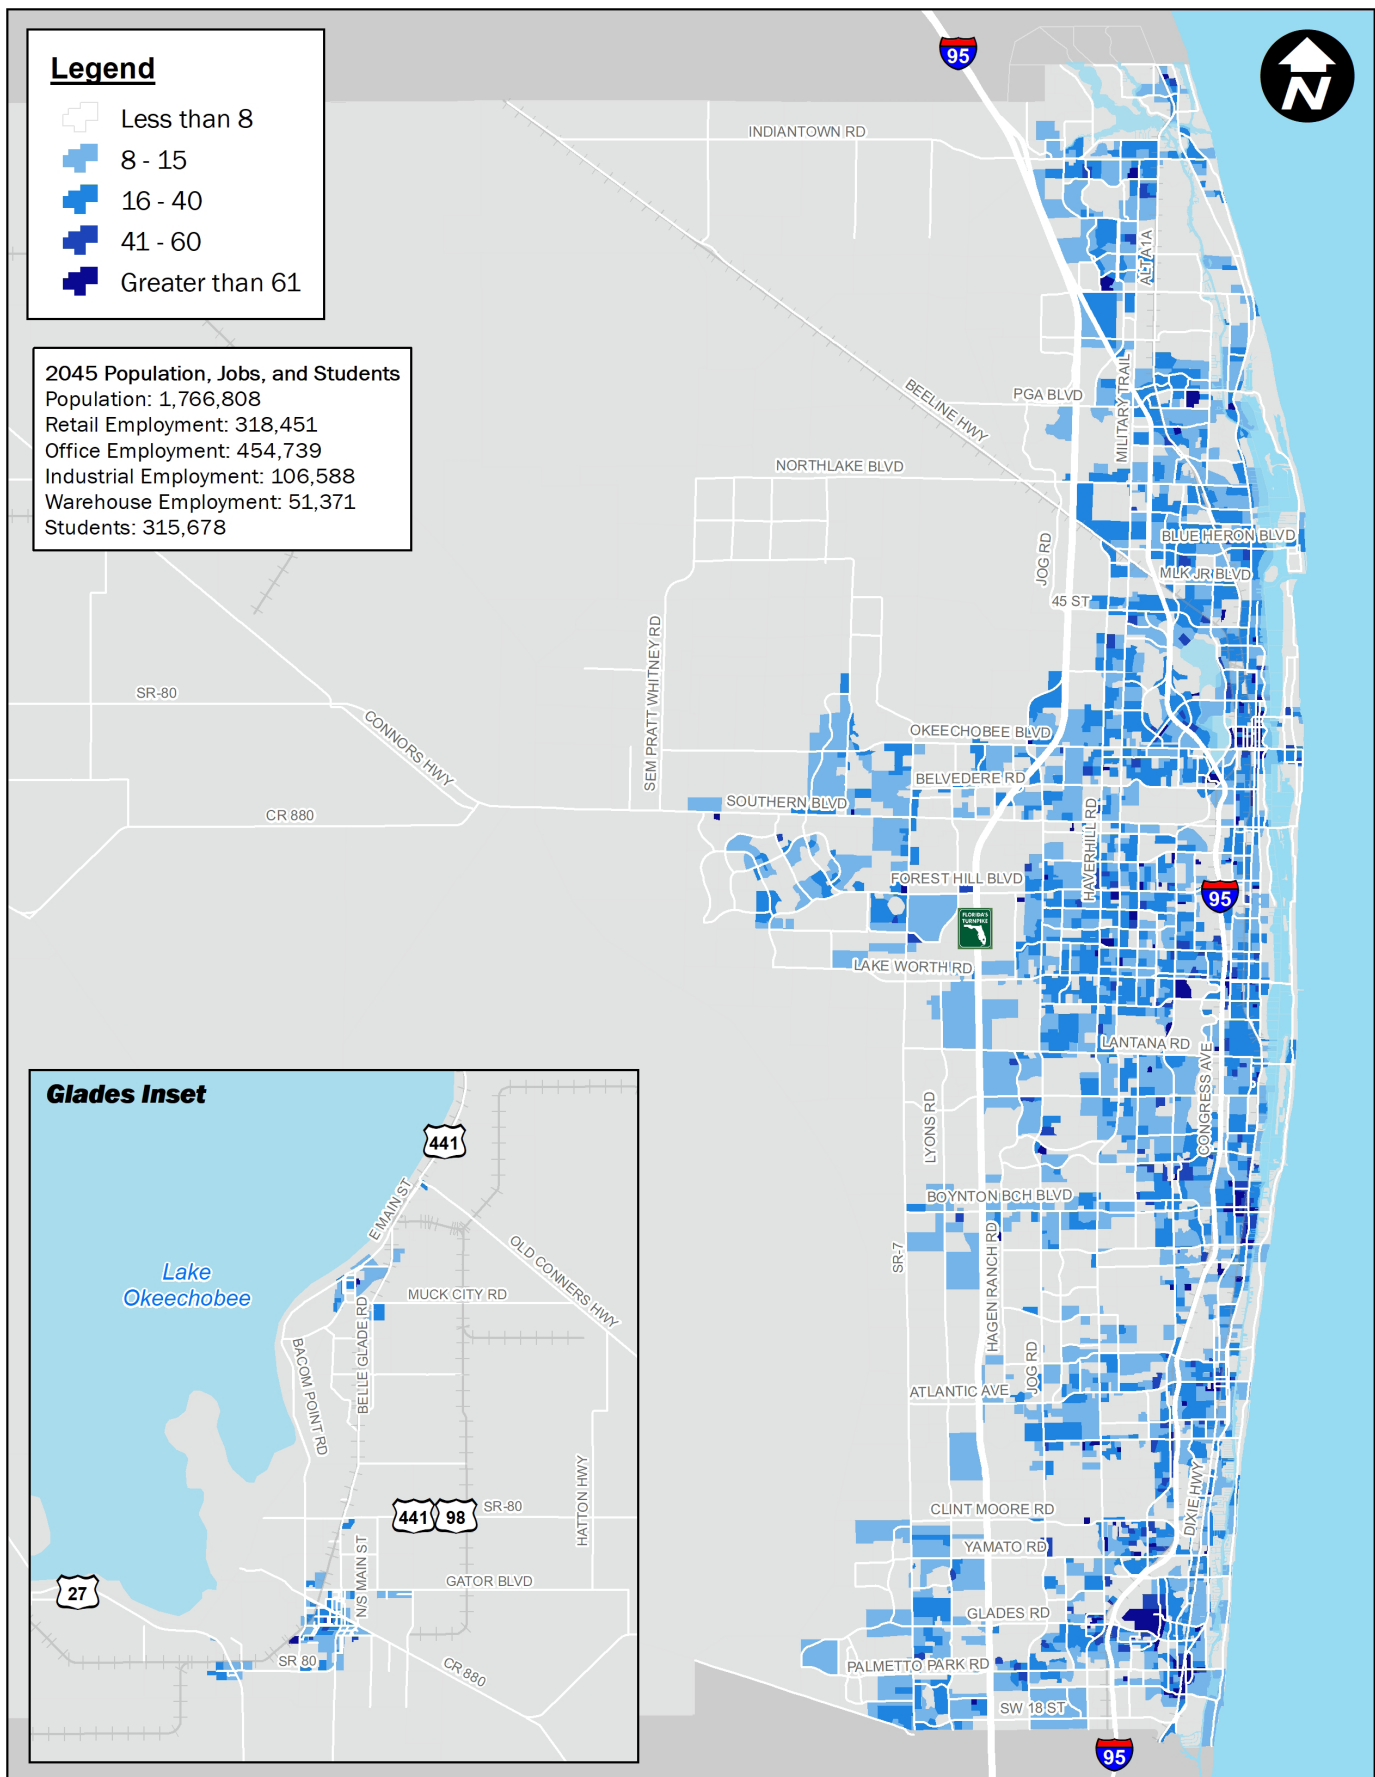 Legend
Less than 8
8 - 15
16 - 40
41 - 60
Greater than 61
2045 Population, Jobs, and Students
Population: 1,766,808
Retail Employment: 318,451
Office Employment: 454,739
Industrial Employment: 106,588
Warehouse Employment: 51,371
Students: 315,678
95
N
INDIANTOWN RD
ALT A1A
MILITARY TRAIL
PGA BLVD
BEELINE HWY
NORTHLAKE BLVD
BLUE HERON BLVD
JOG RD
MLK JR BLVD
45 ST
SEM PRATT WHITNEY RD
SR-80
CONNORS HWY
OKEECHOBEE BLVD
BELVEDERE RD
SOUTHERN BLVD
CR 880
HAVERHILL RD
FOREST HILL BLVD
95
FLORIDA'S
TURNPIKE
LAKE WORTH RD
LANTANA RD
CONGRESS AVE
LYONS RD
BOYNTON BCH BLVD
SR-7
HAGEN RANCH RD
JOG RD
ATLANTIC AVE
DIXIE HWY
CLINT MOORE RD
YAMATO RD
GLADES RD
PALMETTO PARK RD
SW 18 ST
95
Glades Inset
441
E MAIN ST
OLD CONNERS HWY
Lake
Okeechobee
MUCK CITY RD
BELLE GLADE RD
BACOM POINT RD
HATTON HWY
441
98
SR-80
N/S MAIN ST
27
GATOR BLVD
SR 80
CR 880